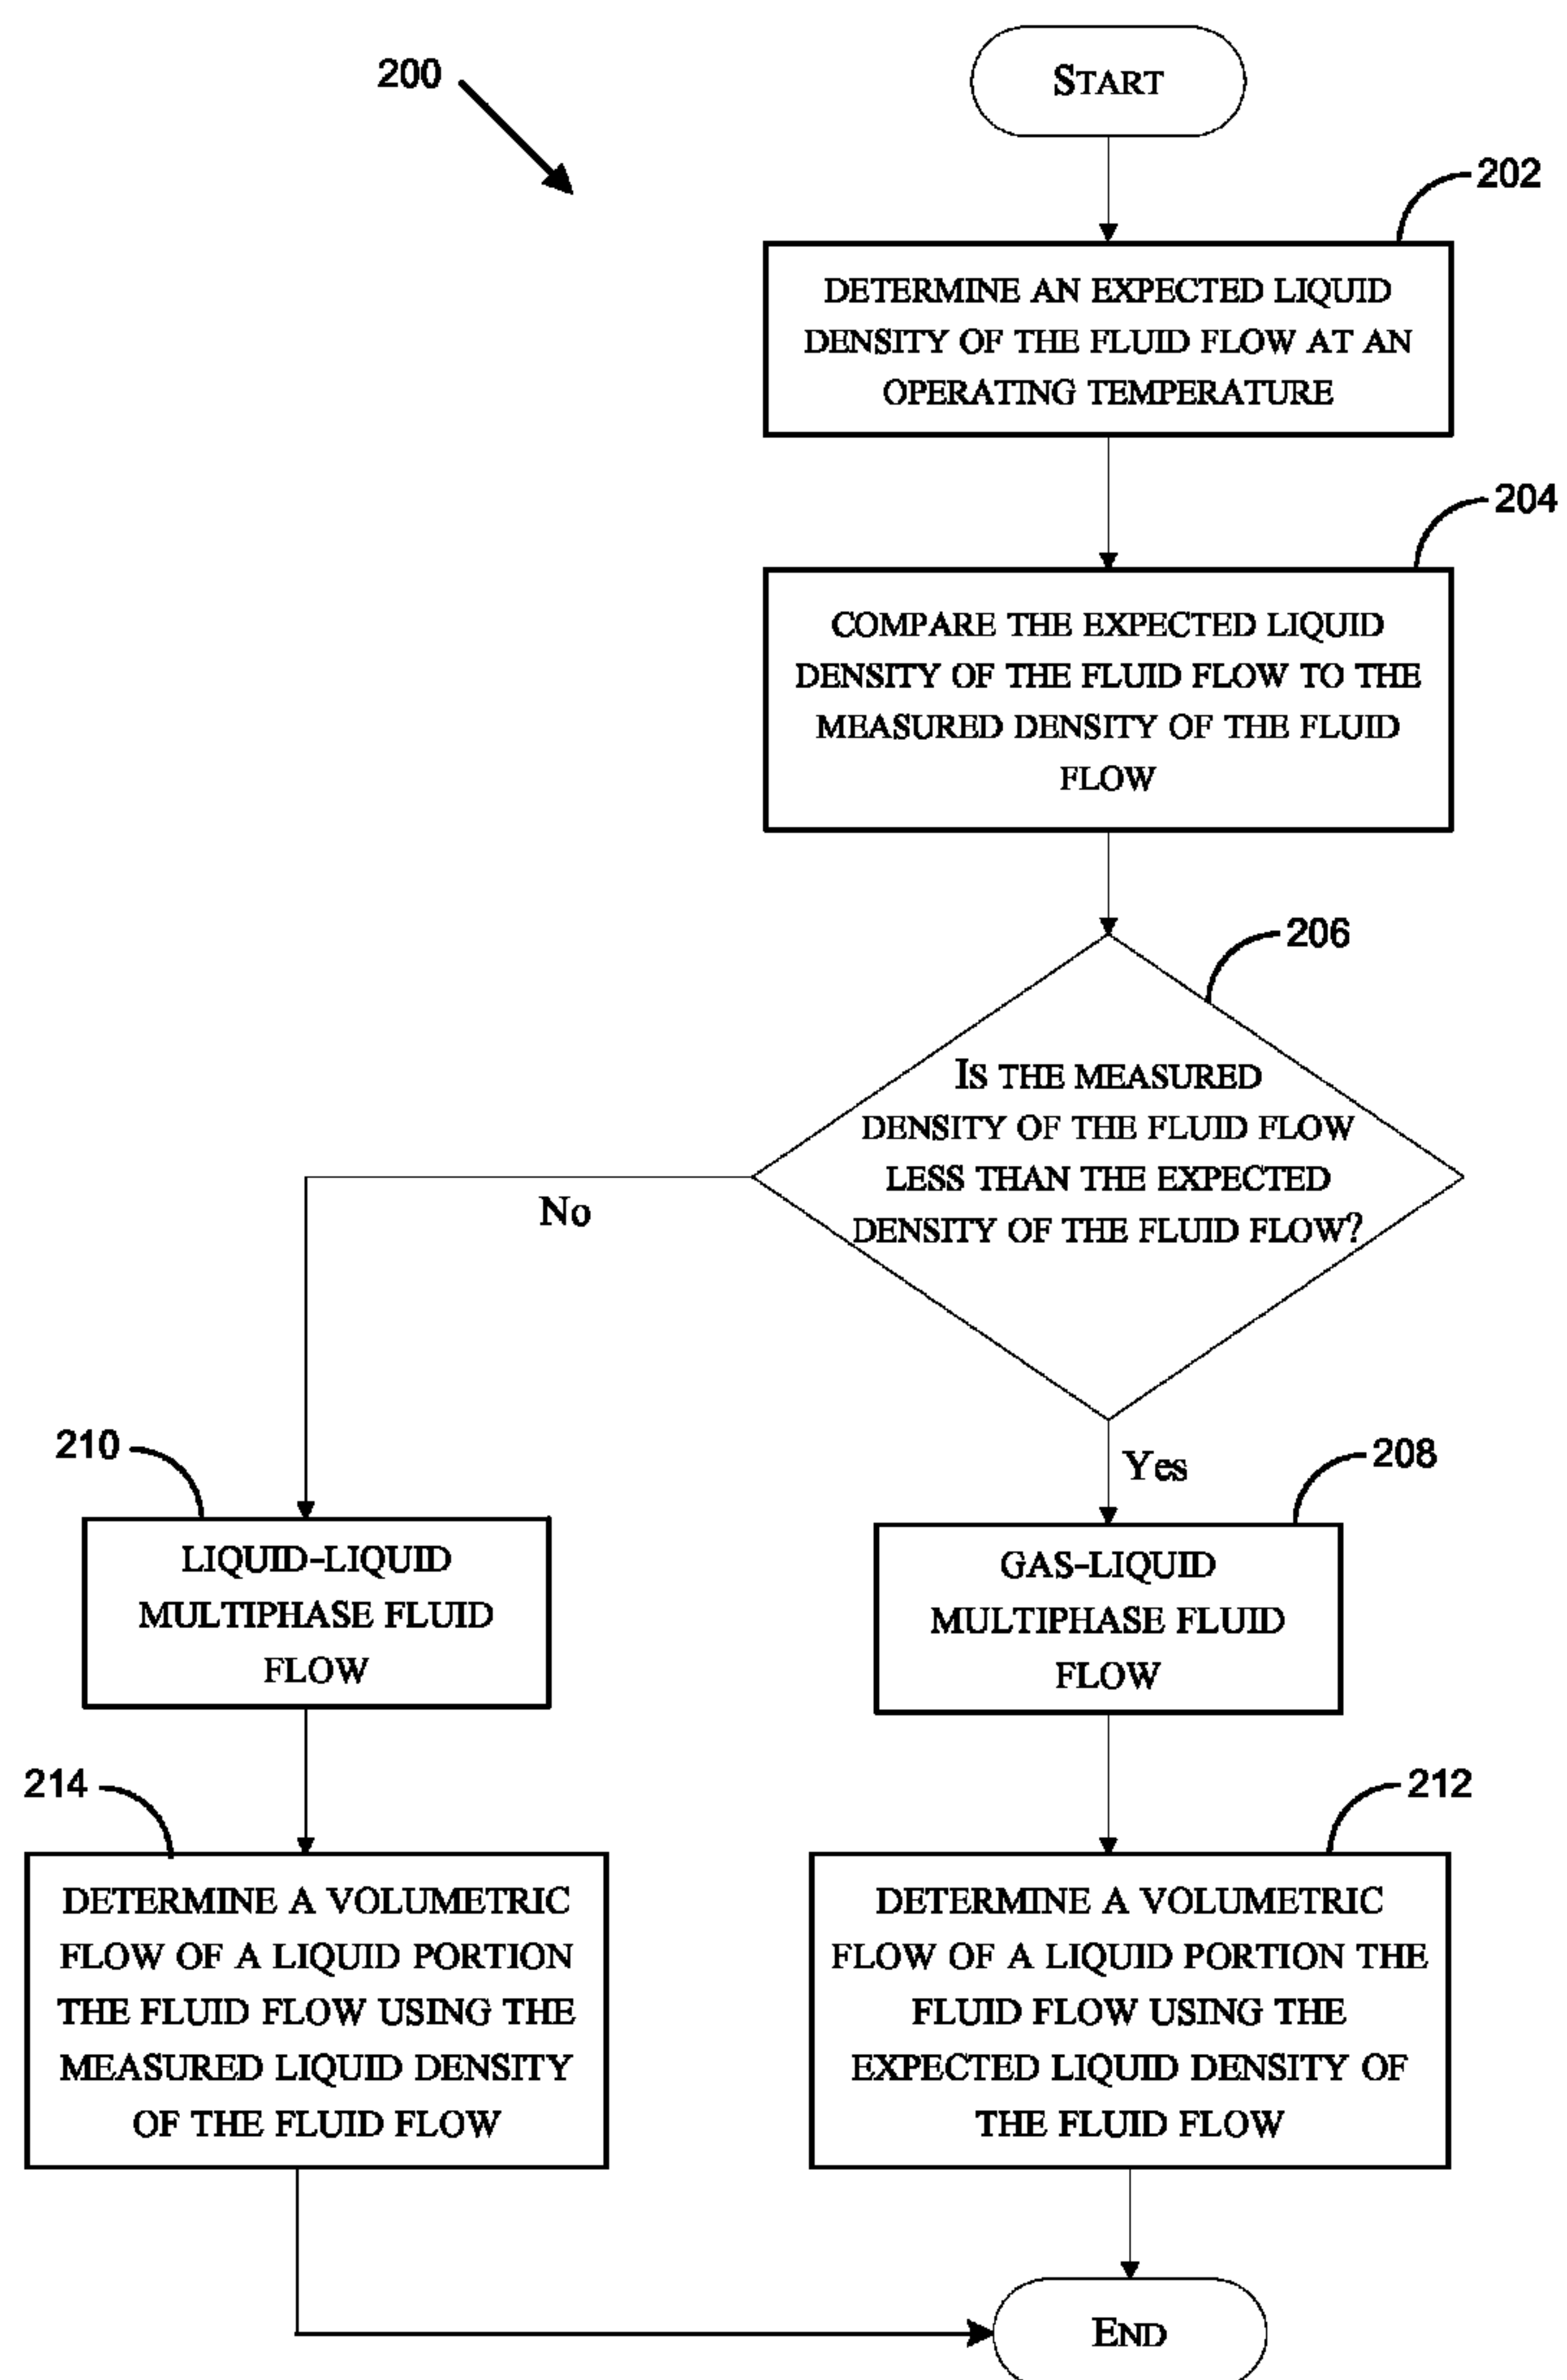 200
START
202
DETERMINE AN EXPECTED LIQUID
DENSITY OF THE FLUID FLOW AT AN
OPERATING TEMPERATURE
204
COMPARE THE EXPECTED LIQUID
DENSITY OF THE FLUID FLOW TO THE
MEASURED DENSITY OF THE FLUID
FLOW
206
IS THE MEASURED
DENSITY OF THE FLUID FLOW
LESS THAN THE EXPECTED
DENSITY OF THE FLUID FLOW?
No
Yes
210
LIQUID-LIQUID
MULTIPHASE FLUID
FLOW
208
GAS-LIQUID
MULTIPHASE FLUID
FLOW
214
DETERMINE A VOLUMETRIC
FLOW OF A LIQUID PORTION
THE FLUID FLOW USING THE
MEASURED LIQUID DENSITY
OF THE FLUID FLOW
212
DETERMINE A VOLUMETRIC
FLOW OF A LIQUID PORTION THE
FLUID FLOW USING THE
EXPECTED LIQUID DENSITY OF
THE FLUID FLOW
END